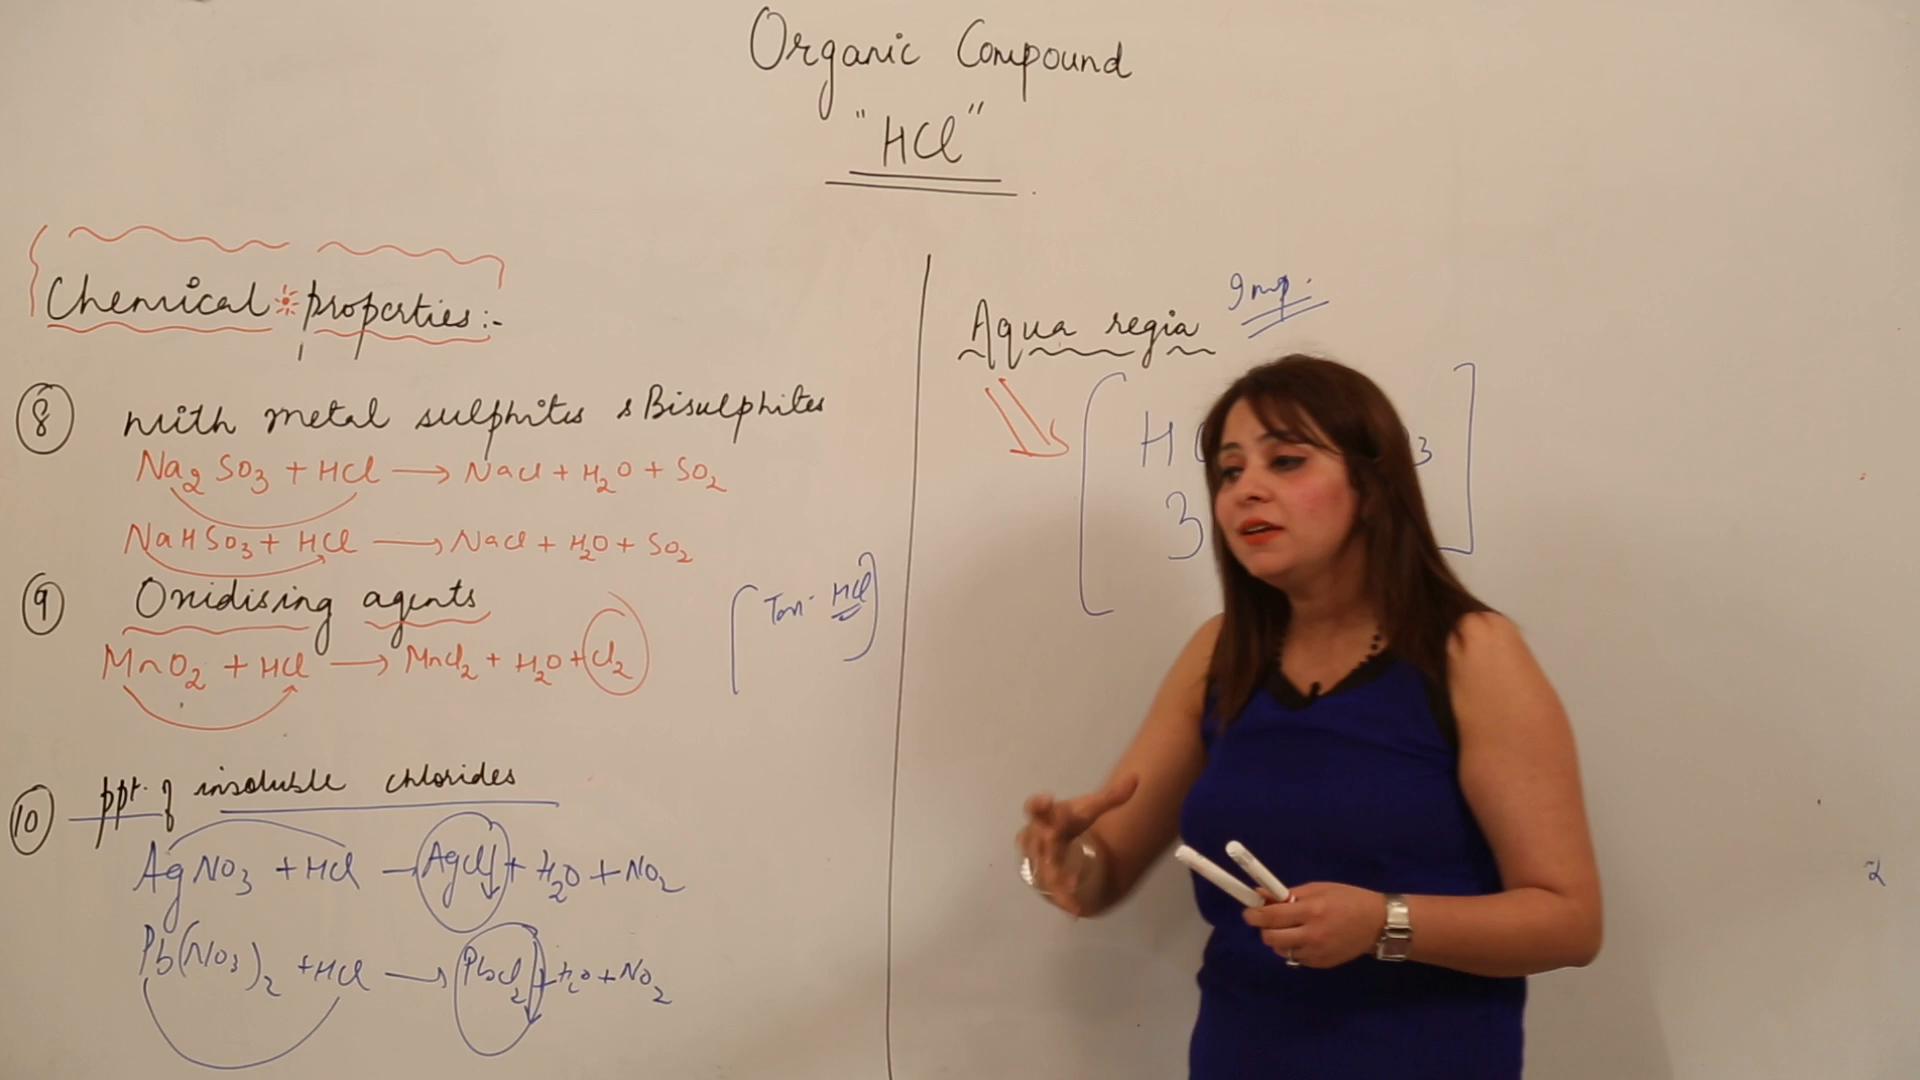 Organic Compound
"HCl"
Chemical properties:-
8 with metal sulphites & Bisulphites
Na2SO3 + HCl → NaCl + H2O + SO2
NaHSO3 + HCl → NaCl + H2O + SO2
9 Oxidising agents
MnO2 + HCl → MnCl2 + H2O + Cl2
HCl
10 ppt. of insoluble chlorides
AgNO3 + HCl → AgCl↓ + H2O + NO2
Pb(NO3)2 + HCl → PbCl2↓ + H2O + NO2
Aqua regia Imp.
H
3
3
2